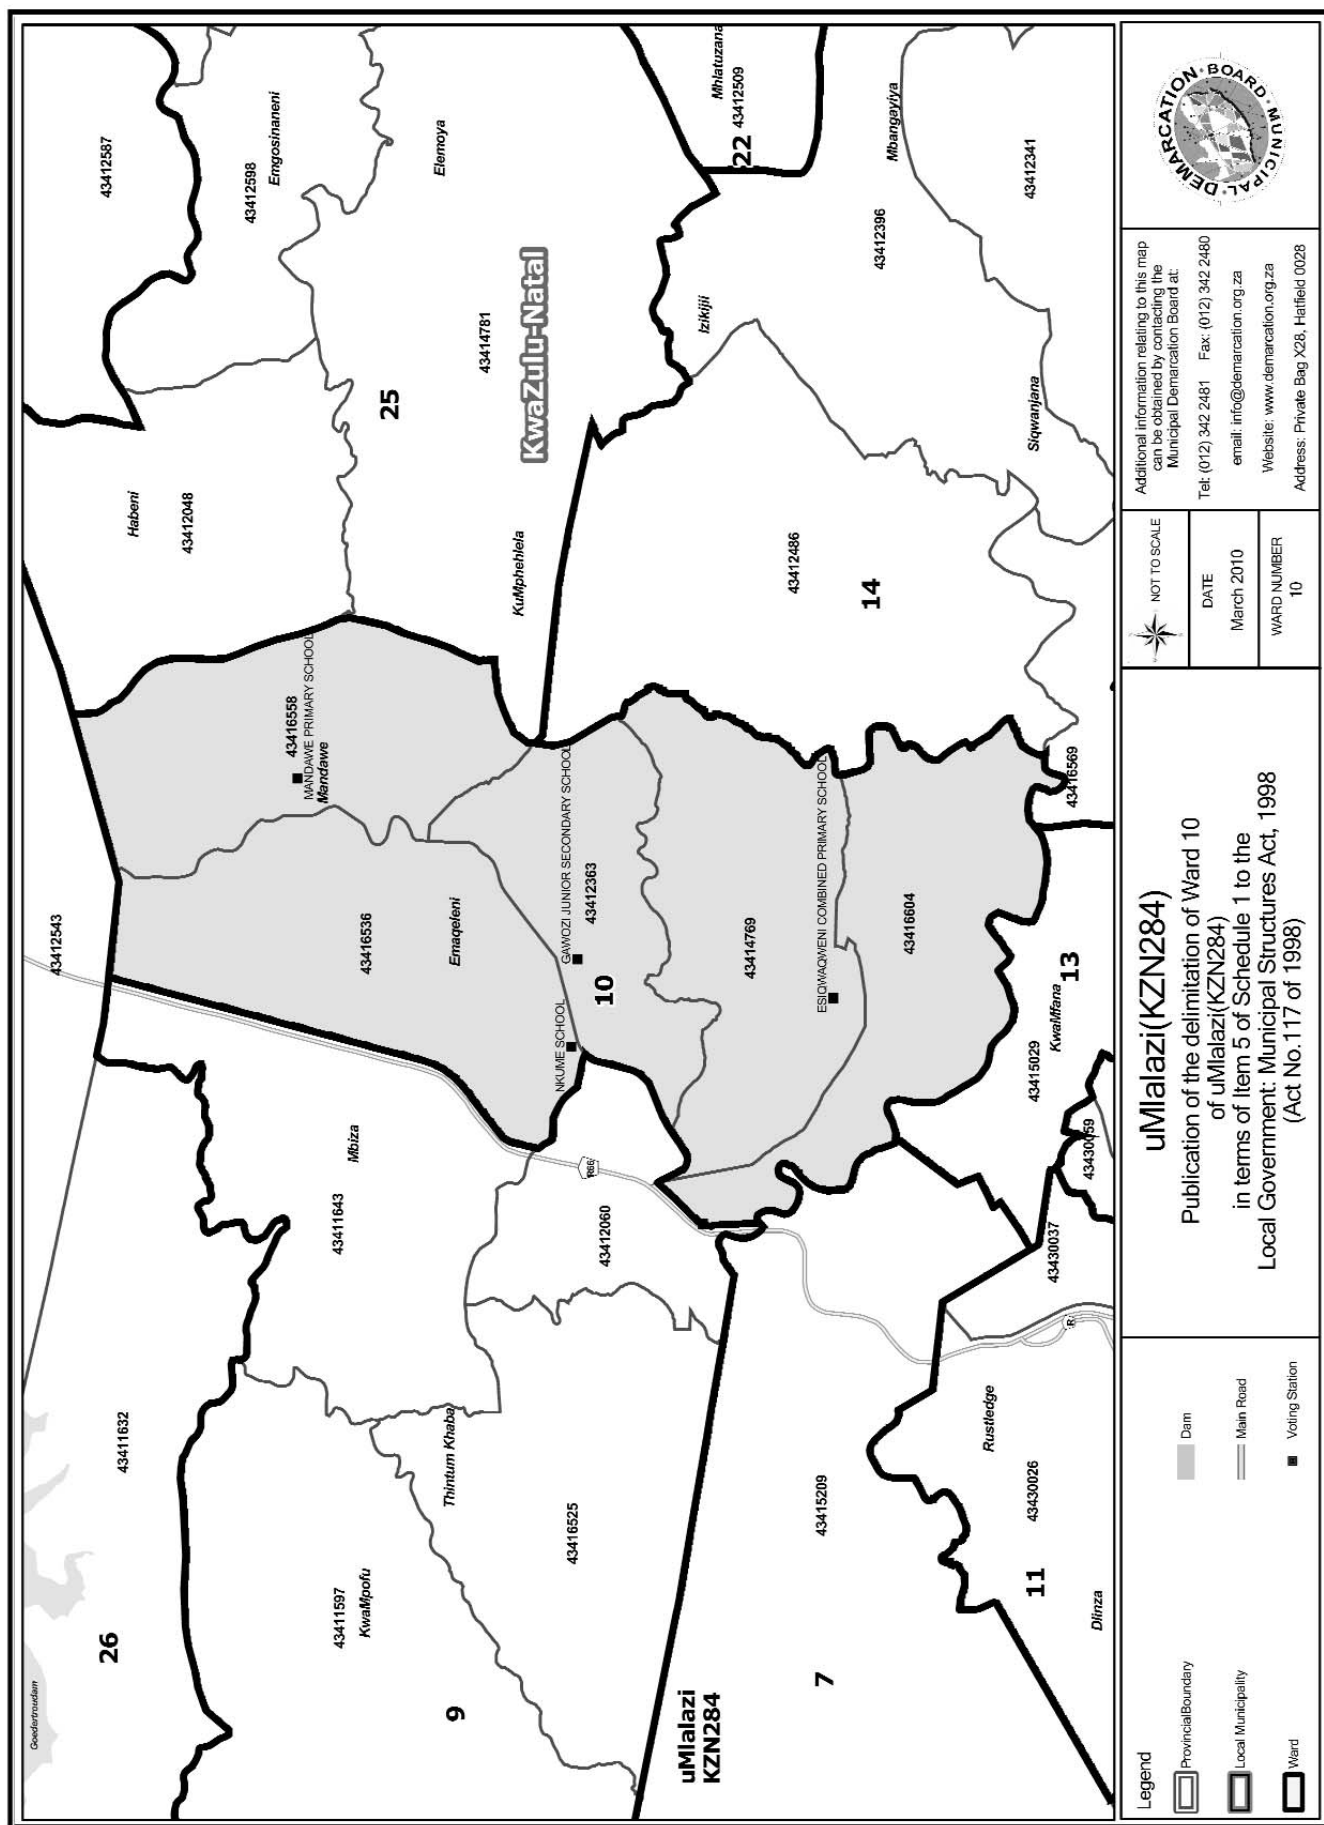 Goedertroudam
26
43411632
43412543
Habeni
43412048
43412587
43412598
Emgosinaneni
Elemoya
43411597
KwaMpofu
43411643
Mbiza
43416536
Emaqeleni
43416558
MANDAWE PRIMARY SCHOOL
Mandawe
25
43414781
KwaZulu-Natal
9
Thintum Khaba
43416525
43412060
R66
NKUME SCHOOL
GAWOZI JUNIOR SECONDARY SCHOOL
43412363
10
KuMphehlela
Mhlatuzana
43412509
22
Izikijii
uMlalazi
KZN284
7
43415209
43414769
ESIQWAQWENI COMBINED PRIMARY SCHOOL
43416604
43412486
14
43412396
Mbangayiya
43412341
Siqwanjana
Rustledge
43430026
11
Dlinza
R
43430037
43430059
43415029
KwaMfana
13
43416569
Legend
ProvincialBoundary
Local Municipality
Ward
Dam
Main Road
Voting Station
uMlalazi(KZN284)
Publication of the delimitation of Ward 10
of uMlalazi(KZN284)
in terms of Item 5 of Schedule 1 to the
Local Government: Municipal Structures Act, 1998
(Act No.117 of 1998)
NOT TO SCALE
DATE
March 2010
WARD NUMBER
10
Additional information relating to this map
can be obtained by contacting the
Municipal Demarcation Board at:
Tel: (012) 342 2481 Fax: (012) 342 2480
email: info@demarcation.org.za
Website: www.demarcation.org.za
Address: Private Bag X28, Hatfield 0028
MUNICIPAL DEMARCATION BOARD